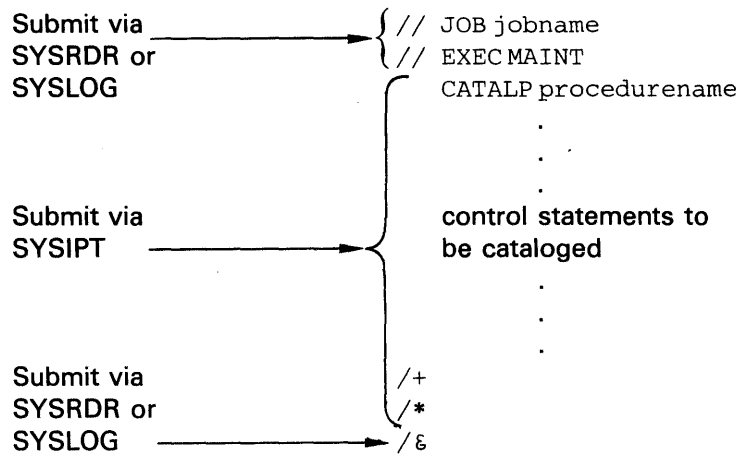 Submit via
SYSRDR or
SYSLOG
// JOB jobname
// EXEC MAINT
CATALP procedurename
.
.
.
Submit via
SYSIPT
control statements to
be cataloged
.
.
.
Submit via
SYSRDR or
SYSLOG
/+
/*
/&